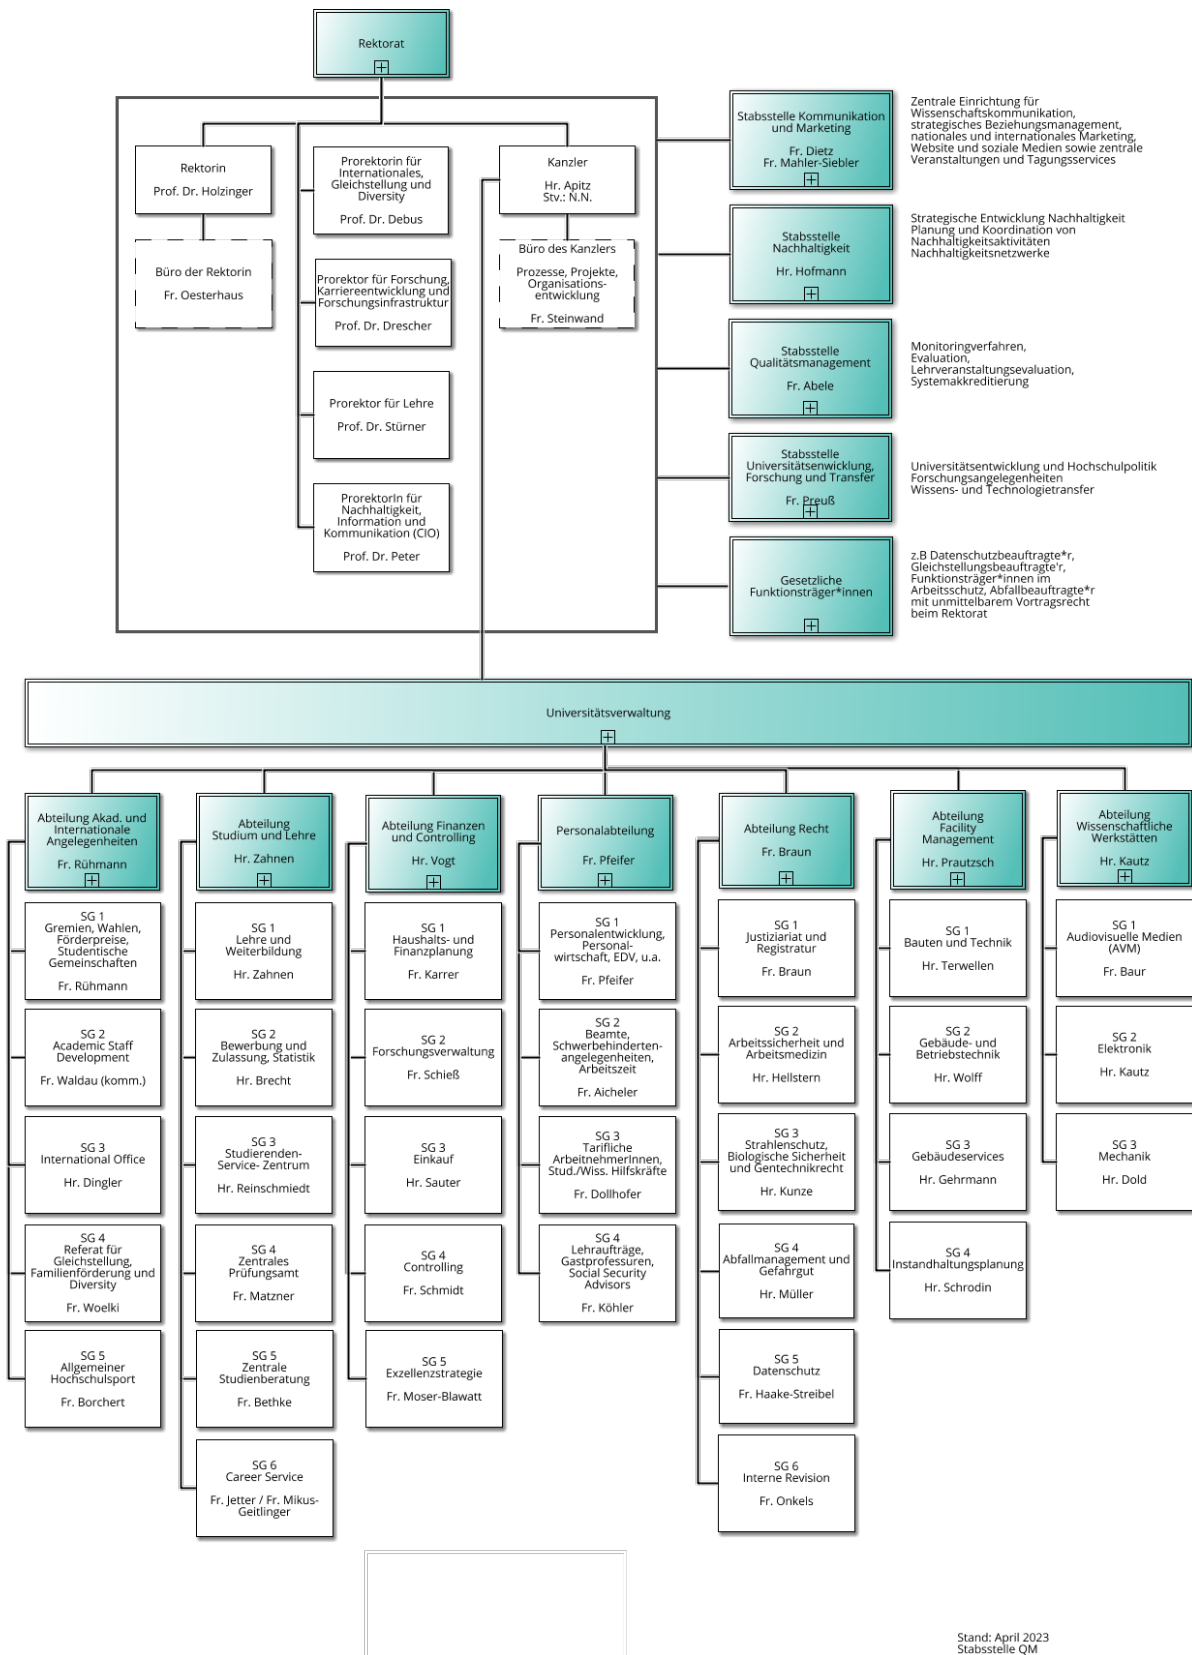 Rektorat
Rektorin
Prof. Dr. Holzinger
Büro der Rektorin
Fr. Oesterhaus
Prorektorin für
Internationales,
Gleichstellung und
Diversity
Prof. Dr. Debus
Prorektor für Forschung,
Karriereentwicklung und
Forschungsinfrastruktur
Prof. Dr. Drescher
Prorektor für Lehre
Prof. Dr. Stürner
ProrektorIn für
Nachhaltigkeit,
Information und
Kommunikation (CIO)
Prof. Dr. Peter
Kanzler
Hr. Apitz
Stv.: N.N.
Büro des Kanzlers
Prozesse, Projekte,
Organisations-
entwicklung
Fr. Steinwand
Stabsstelle Kommunikation
und Marketing
Fr. Dietz
Fr. Mahler-Siebler
Zentrale Einrichtung für
Wissenschaftskommunikation,
strategisches Beziehungsmanagement,
nationales und internationales Marketing,
Website und soziale Medien sowie zentrale
Veranstaltungen und Tagungsservices
Stabsstelle
Nachhaltigkeit
Hr. Hofmann
Strategische Entwicklung Nachhaltigkeit
Planung und Koordination von
Nachhaltigkeitsaktivitäten
Nachhaltigkeitsnetzwerke
Stabsstelle
Qualitätsmanagement
Fr. Abele
Monitoringverfahren,
Evaluation,
Lehrveranstaltungsevaluation,
Systemakkreditierung
Stabsstelle
Universitätsenwicklung,
Forschung und Transfer
Fr. Preuß
Universitätsentwicklung und Hochschulpolitik
Forschungsangelegenheiten
Wissens- und Technologietransfer
Gesetzliche
Funktionsträger*innen
z.B Datenschutzbeauftragte*r,
Gleichstellungsbeauftragte'r,
Funktionsträger*innen im
Arbeitsschutz, Abfallbeauftragte*r
mit unmittelbarem Vortragsrecht
beim Rektorat
Universitätsverwaltung
Abteilung Akad. und
Internationale
Angelegenheiten
Fr. Rühmann
SG 1
Gremien, Wahlen,
Förderpreise,
Studentische
Gemeinschaften
Fr. Rühmann
SG 2
Academic Staff
Development
Fr. Waldau (komm.)
SG 3
International Office
Hr. Dingler
SG 4
Referat für
Gleichstellung,
Familienförderung und
Diversity
Fr. Woelki
SG 5
Allgemeiner
Hochschulsport
Fr. Borchert
Abteilung
Studium und Lehre
Hr. Zahnen
SG 1
Lehre und
Weiterbildung
Hr. Zahnen
SG 2
Bewerbung und
Zulassung, Statistik
Hr. Brecht
SG 3
Studierenden-
Service- Zentrum
Hr. Reinschmiedt
SG 4
Zentrales
Prüfungsamt
Fr. Matzner
SG 5
Zentrale
Studienberatung
Fr. Bethke
SG 6
Career Service
Fr. Jetter / Fr. Mikus-
Geitlinger
Abteilung Finanzen
und Controlling
Hr. Vogt
SG 1
Haushalts- und
Finanzplanung
Fr. Karrer
SG 2
Forschungsverwaltung
Fr. Schieß
SG 3
Einkauf
Hr. Sauter
SG 4
Controlling
Fr. Schmidt
SG 5
Exzellenzstrategie
Fr. Moser-Blawatt
Personalabteilung
Fr. Pfeifer
SG 1
Personalentwicklung,
Personal-
wirtschaft, EDV, u.a.
Fr. Pfeifer
SG 2
Beamte,
Schwerbehinderten-
angelegenheiten,
Arbeitszeit
Fr. Aicheler
SG 3
Tarifliche
ArbeitnehmerInnen,
Stud./Wiss. Hilfskräfte
Fr. Dollhofer
SG 4
Lehraufträge,
Gastprofessuren,
Social Security
Advisors
Fr. Köhler
Abteilung Recht
Fr. Braun
SG 1
Justiziariat und
Registratur
Fr. Braun
SG 2
Arbeitssicherheit und
Arbeitsmedizin
Hr. Hellstern
SG 3
Strahlenschutz,
Biologische Sicherheit
und Gentechnikrecht
Hr. Kunze
SG 4
Abfallmanagement und
Gefahrgut
Hr. Müller
SG 5
Datenschutz
Fr. Haake-Streibel
SG 6
Interne Revision
Fr. Onkels
Abteilung
Facility
Management
Hr. Prautzsch
SG 1
Bauten und Technik
Hr. Terwellen
SG 2
Gebäude- und
Betriebstechnik
Hr. Wolff
SG 3
Gebäudeservices
Hr. Gehrmann
SG 4
Instandhaltungsplanung
Hr. Schrodin
Abteilung
Wissenschaftliche
Werkstätten
Hr. Kautz
SG 1
Audiovisuelle Medien
(AVM)
Fr. Baur
SG 2
Elektronik
Hr. Kautz
SG 3
Mechanik
Hr. Dold
Stand: April 2023
Stabsstelle QM